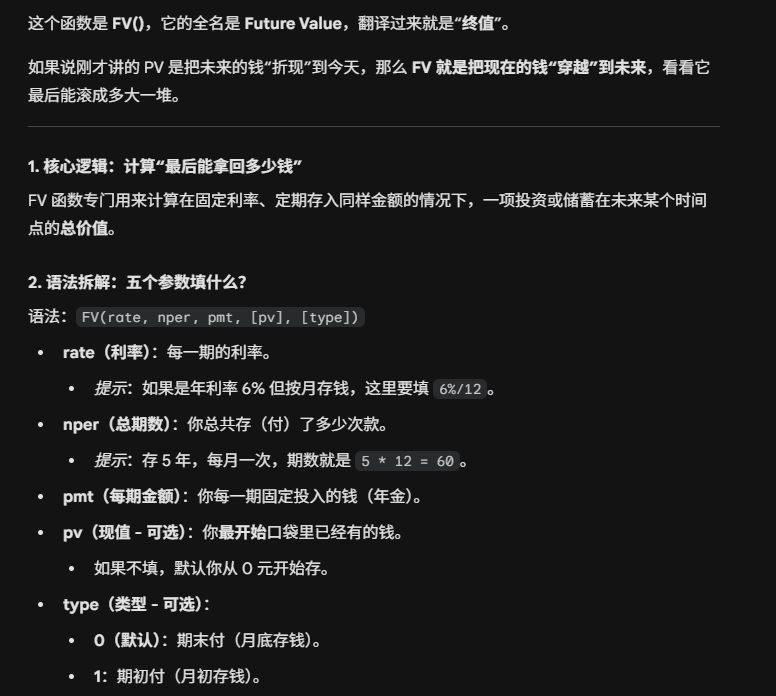 这个函数是 FV()，它的全名是 Future Value，翻译过来就是“终值”。
如果说刚才讲的 PV 是把未来的钱“折现”到今天，那么 FV 就是把现在的钱“穿越”到未来，看看它
最后能滚成多大一堆。
1. 核心逻辑：计算“最后能拿回多少钱”
FV 函数专门用来计算在固定利率、定期存入同样金额的情况下，一项投资或储蓄在未来某个时间
点的总价值。
2. 语法拆解：五个参数填什么？
语法：FV(rate, nper, pmt, [pv], [type])
• rate（利率）：每一期的利率。
• 提示：如果是年利率 6% 但按月存钱，这里要填 6%/12。
• nper（总期数）：你总共存（付）了多少次款。
• 提示：存 5 年，每月一次，期数就是 5 * 12 = 60。
• pmt（每期金额）：你每一期固定投入的钱（年金）。
• pv（现值 - 可选）：你最开始口袋里已经有的钱。
• 如果不填，默认你从 0 元开始存。
• type（类型 - 可选）：
• 0（默认）：期末付（月底存钱）。
• 1：期初付（月初存钱）。